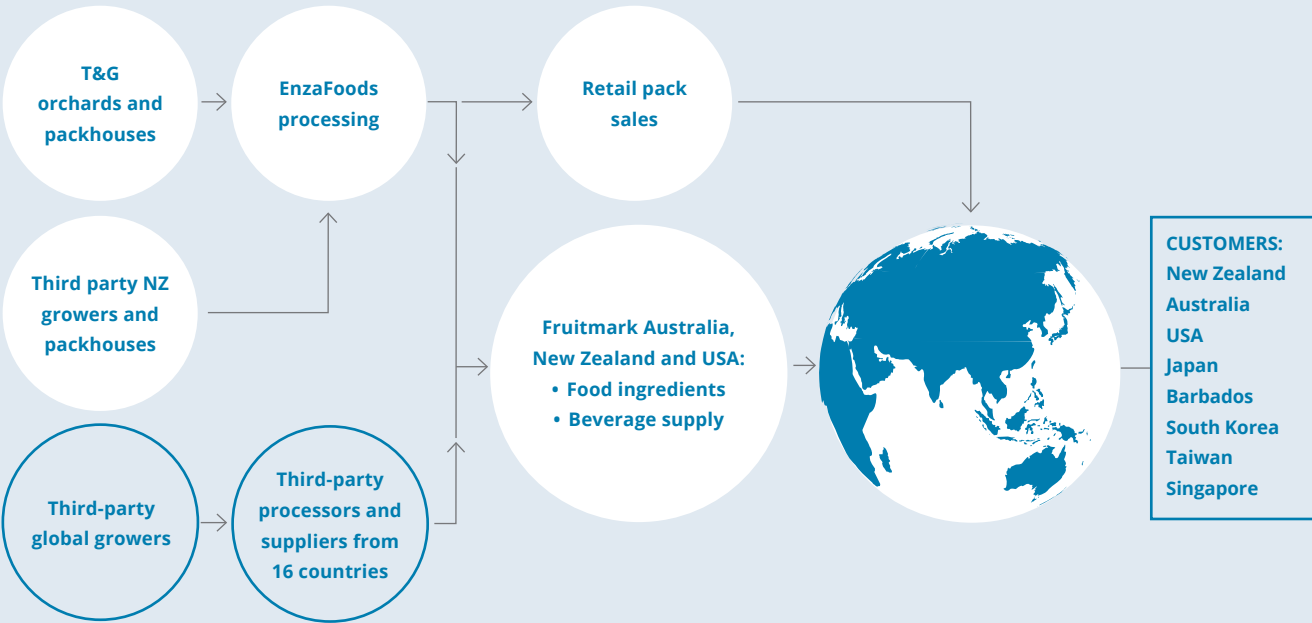 T&G
orchards and
packhouses
EnzaFoods
processing
Retail pack
sales
Third party NZ
growers and
packhouses
Fruitmark Australia,
New Zealand and USA:
• Food ingredients
• Beverage supply
CUSTOMERS:
New Zealand
Australia
USA
Japan
Barbados
South Korea
Taiwan
Singapore
Third-party
global growers
Third-party
processors and
suppliers from
16 countries